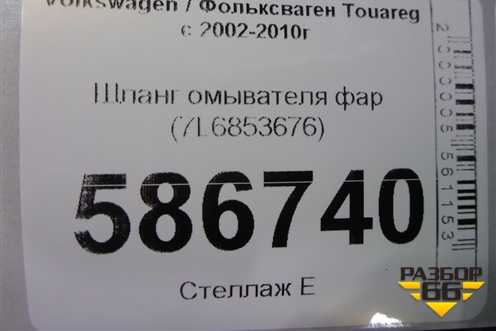 Volkswagen / Фольксваген Touareg
с 2002-2010г
Шланг омывателя фар
(7L6853676)
586740
Стеллаж Е
РАЗБОР
66